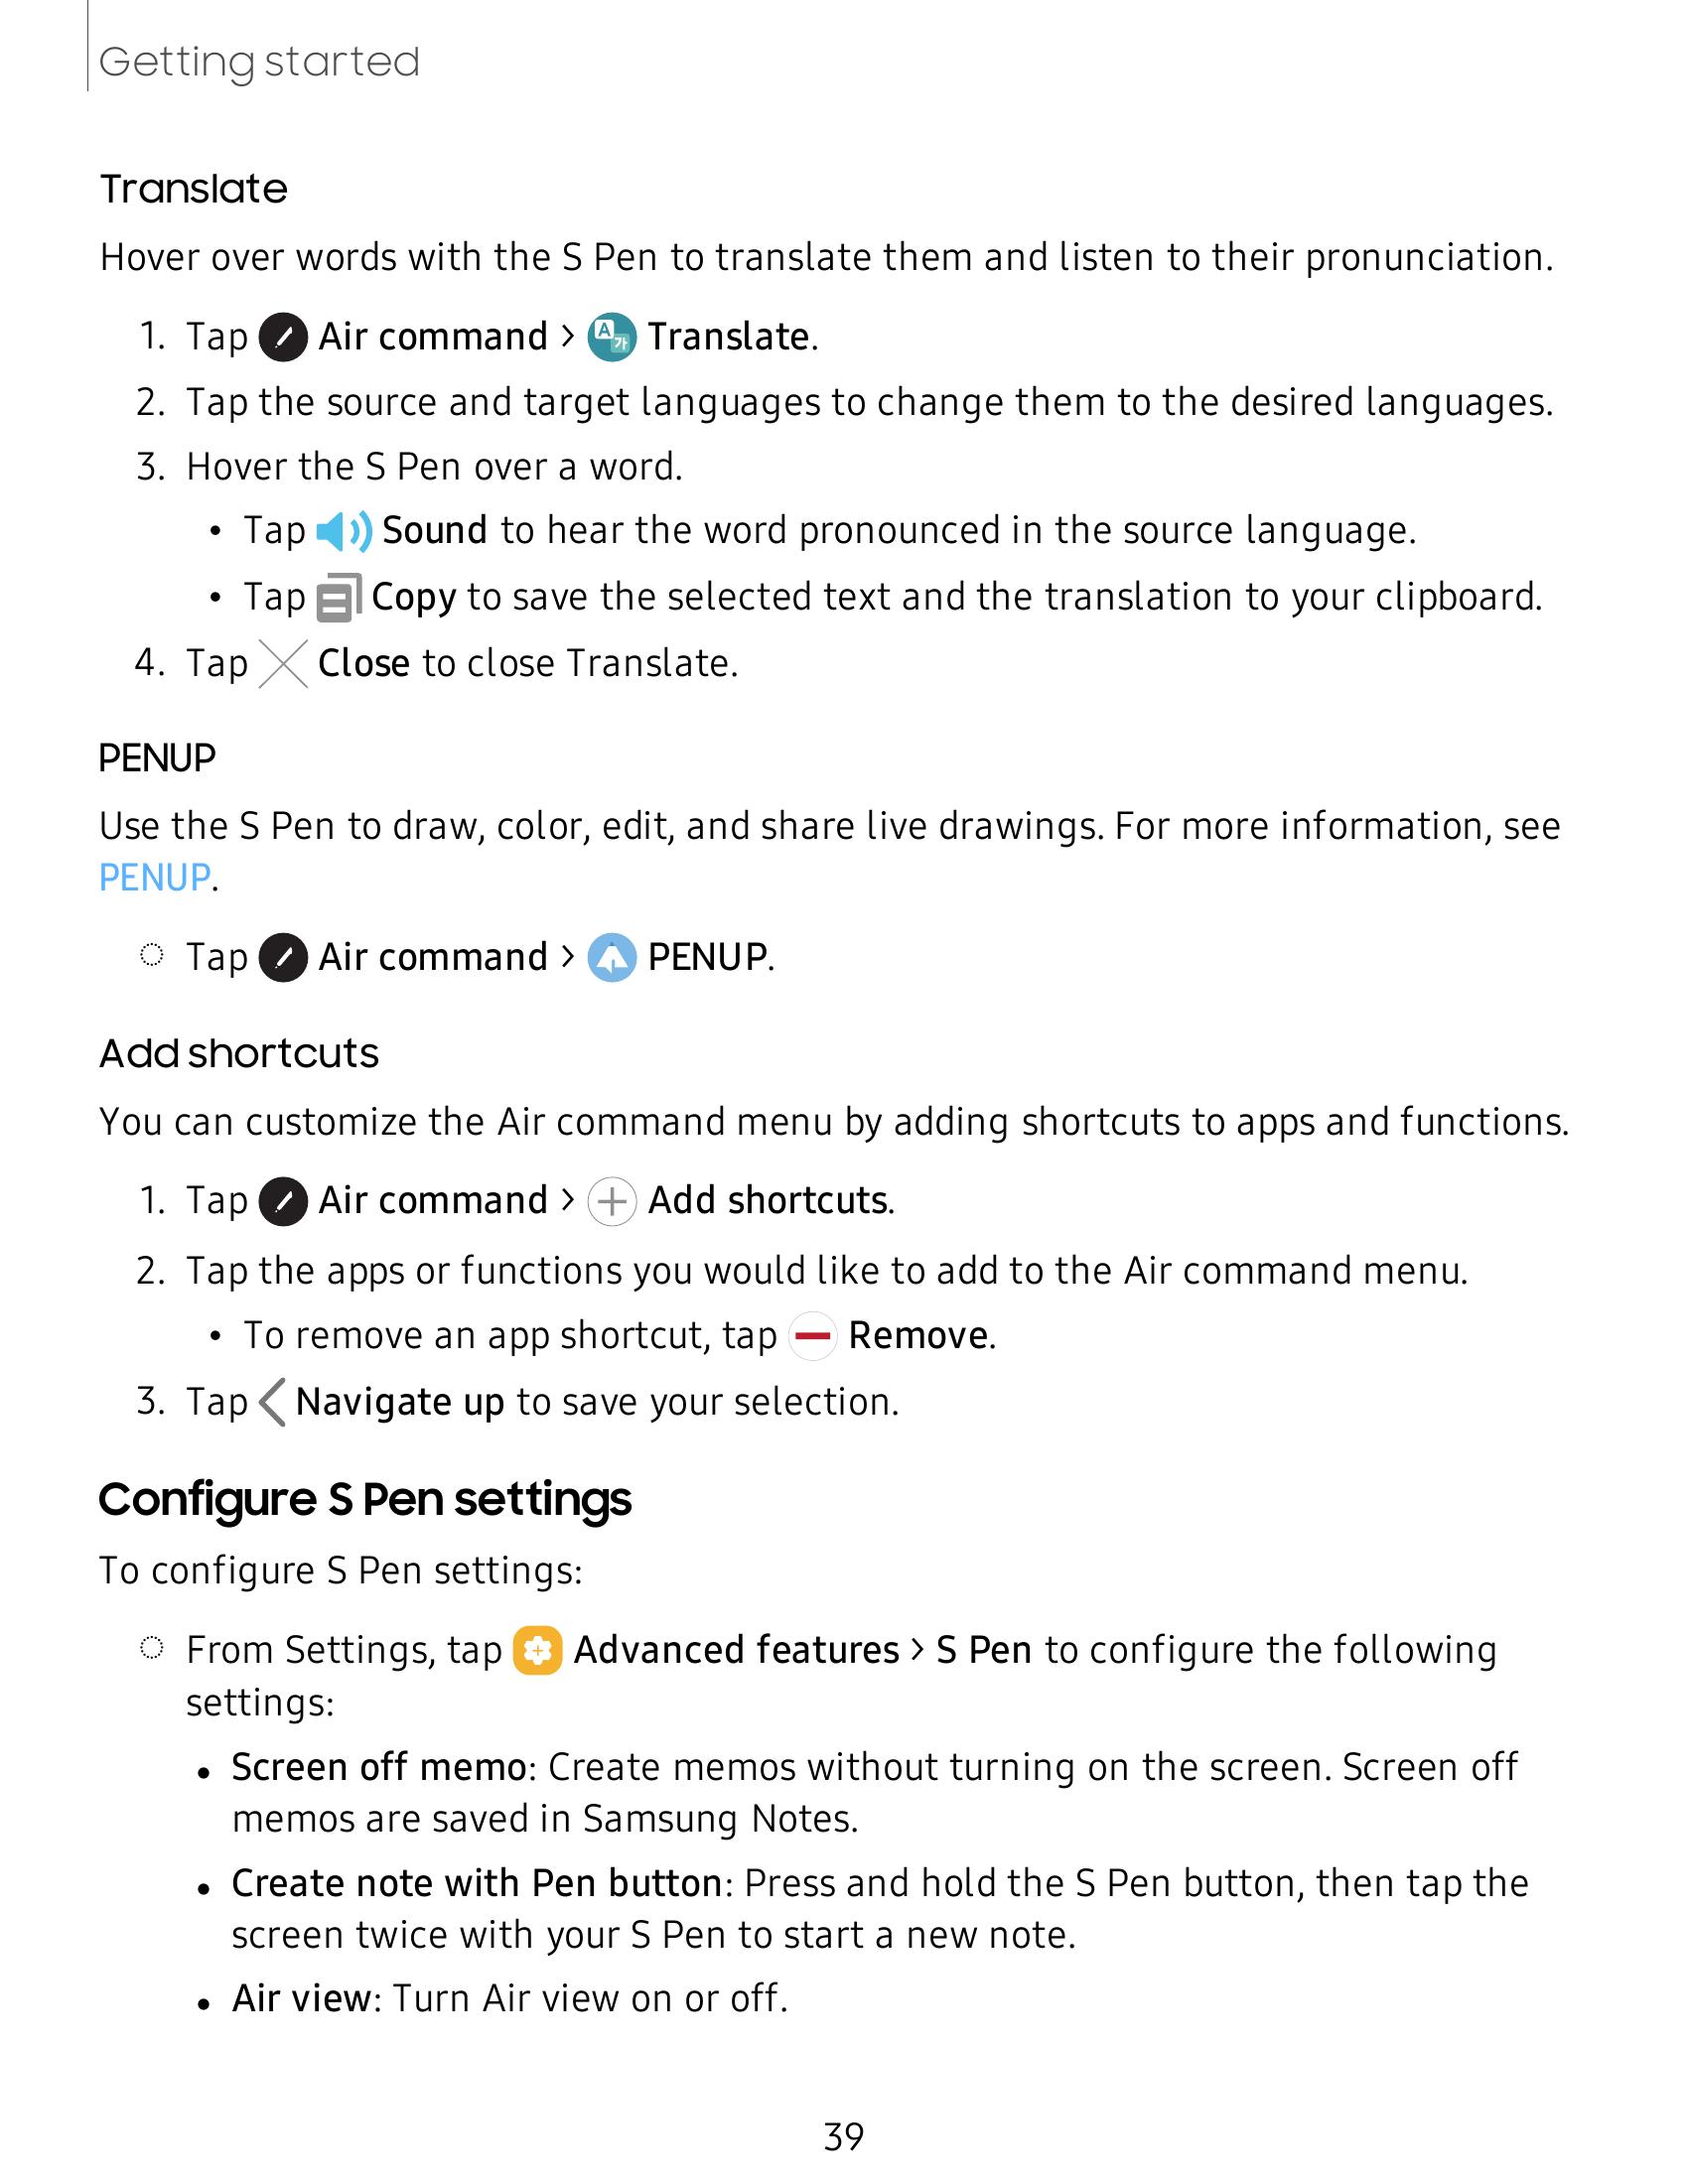 Getting started
Translate
Hover over words with the S Pen to translate them and listen to their pronunciation.
1. Tap Air command > Translate.
2. Tap the source and target languages to change them to the desired languages.
3. Hover the S Pen over a word.
• Tap Sound to hear the word pronounced in the source language.
• Tap Copy to save the selected text and the translation to your clipboard.
4. Tap Close to close Translate.
PENUP
Use the S Pen to draw, color, edit, and share live drawings. For more information, see
PENUP.
Tap Air command > PENUP.
Add shortcuts
You can customize the Air command menu by adding shortcuts to apps and functions.
1. Tap Air command > Add shortcuts.
2. Tap the apps or functions you would like to add to the Air command menu.
• To remove an app shortcut, tap Remove.
3. Tap Navigate up to save your selection.
Configure S Pen settings
To configure S Pen settings:
From Settings, tap Advanced features > S Pen to configure the following
settings:
• Screen off memo: Create memos without turning on the screen. Screen off
memos are saved in Samsung Notes.
• Create note with Pen button: Press and hold the S Pen button, then tap the
screen twice with your S Pen to start a new note.
• Air view: Turn Air view on or off.
39